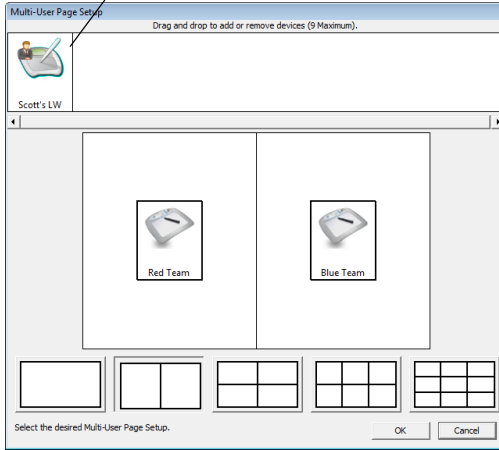 Multi-User Page Setup
Drag and drop to add or remove devices (9 Maximum).
Scott's LW
Red Team
Blue Team
Select the desired Multi-User Page Setup.
OK
Cancel